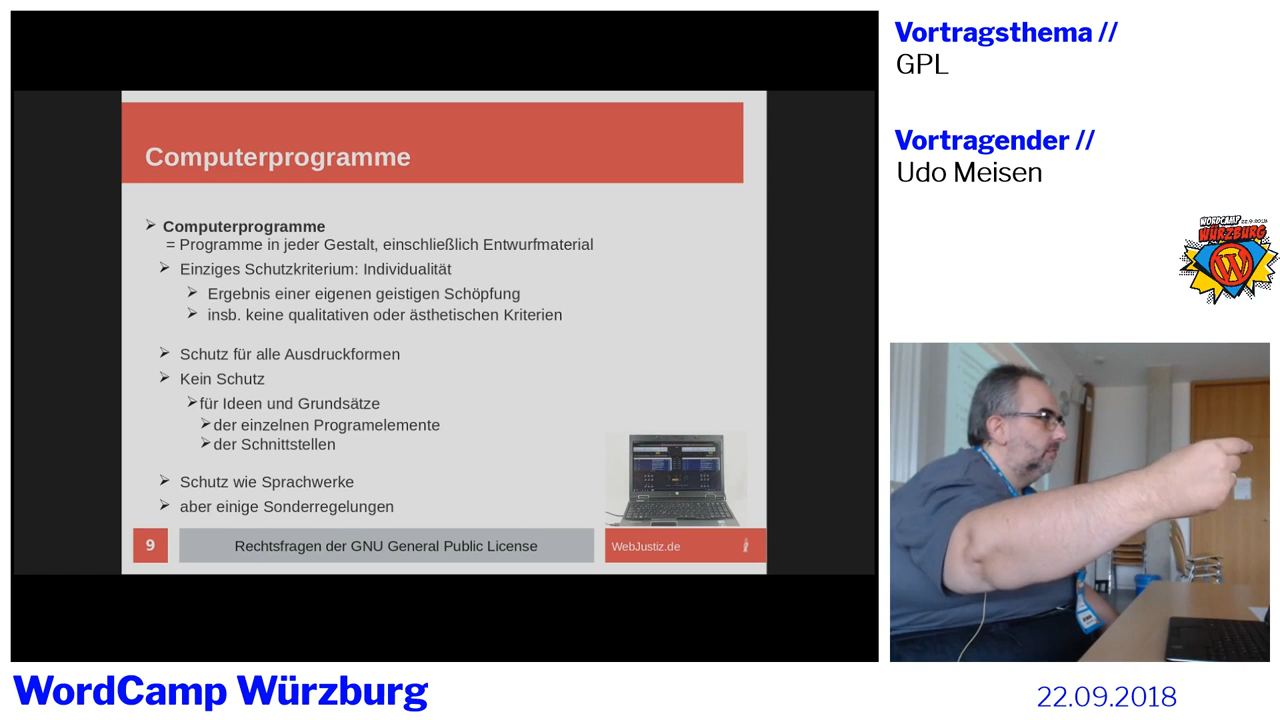 Vortragsthema //
GPL
Vortragender //
Udo Meisen
WORDCAMP 22.9.2018
WÜRZBURG
Computerprogramme
➢ Computerprogramme
= Programme in jeder Gestalt, einschließlich Entwurfmaterial
➢ Einziges Schutzkriterium: Individualität
➢ Ergebnis einer eigenen geistigen Schöpfung
➢ insb. keine qualitativen oder ästhetischen Kriterien
➢ Schutz für alle Ausdruckformen
➢ Kein Schutz
➢für Ideen und Grundsätze
➢der einzelnen Programelemente
➢der Schnittstellen
➢ Schutz wie Sprachwerke
➢ aber einige Sonderregelungen
9
Rechtsfragen der GNU General Public License
WebJustiz.de
WordCamp Würzburg
22.09.2018